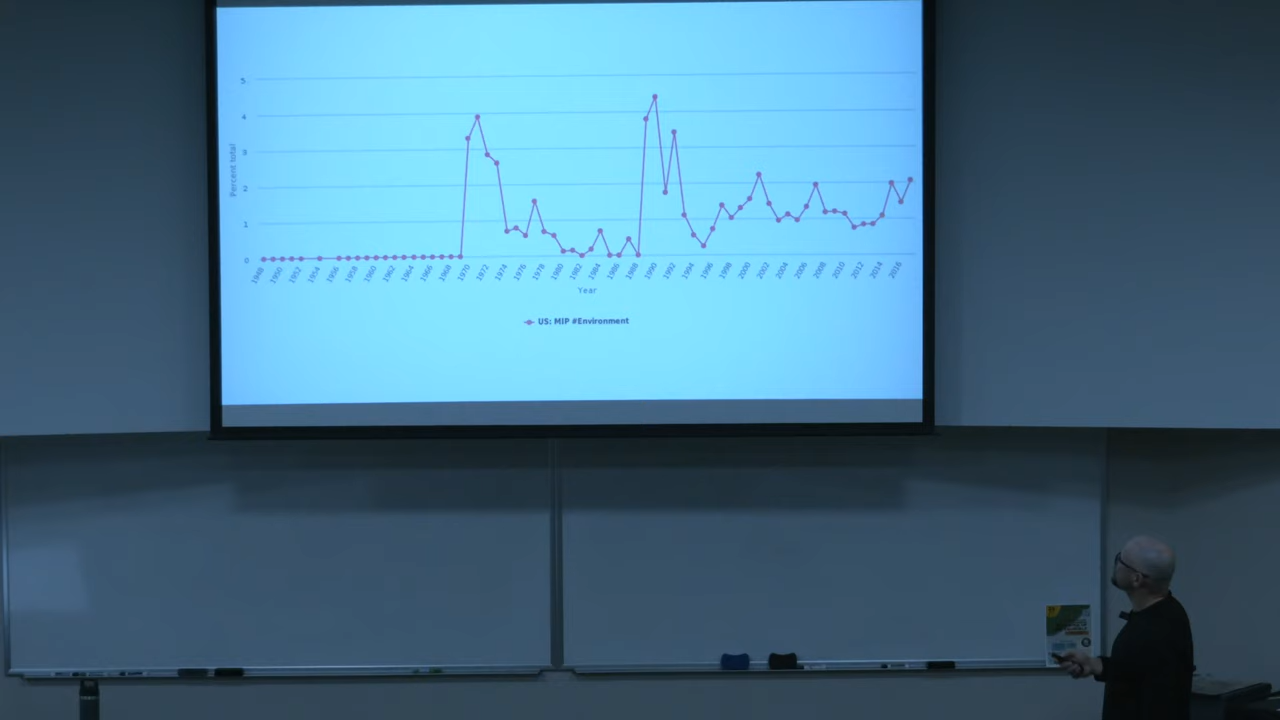 5
4
3
2
1
0
Percent total
1948 1950 1952 1954 1956 1958 1960 1962 1964 1966 1968 1970 1972 1974 1976 1978 1980 1982 1984 1986 1988 1990 1992 1994 1996 1998 2000 2002 2004 2006 2008 2010 2012 2014 2016
Year
US: MIP #Environment